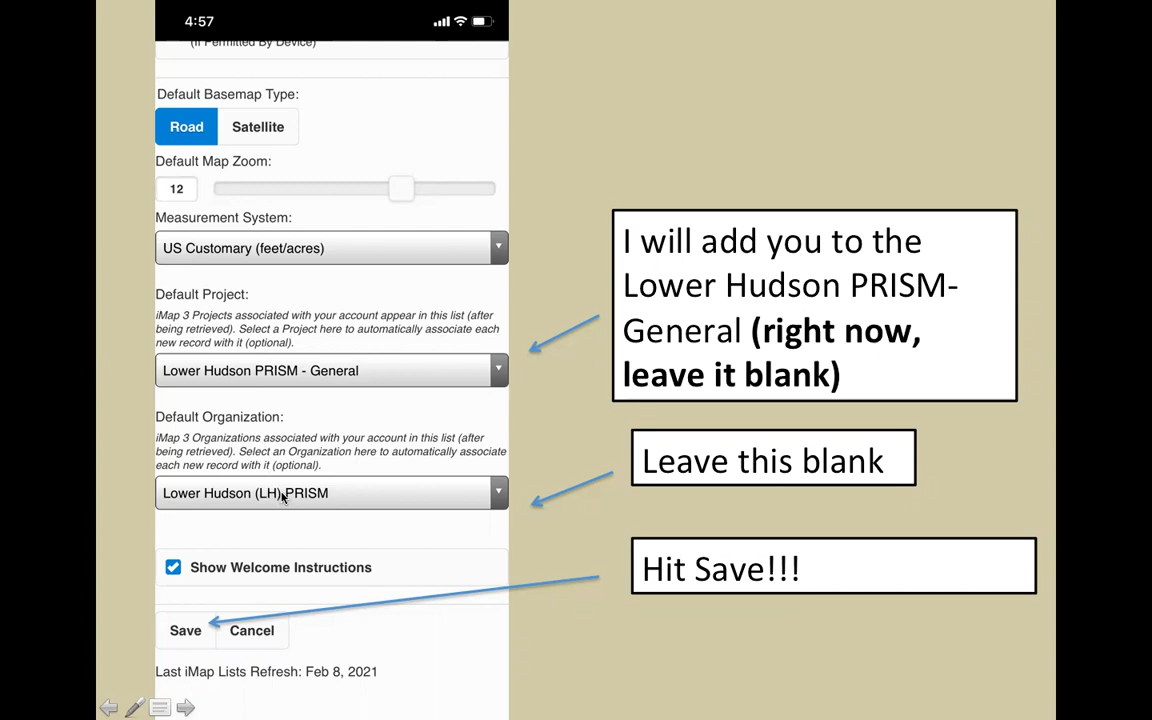 4:57
(If Permitted By Device)
Default Basemap Type:
Road
Satellite
Default Map Zoom:
12
Measurement System:
US Customary (feet/acres)
Default Project:
iMap 3 Projects associated with your account appear in this list (after
being retrieved). Select a Project here to automatically associate each
new record with it (optional).
Lower Hudson PRISM - General
Default Organization:
iMap 3 Organizations associated with your account in this list (after
being retrieved). Select an Organization here to automatically associate
each new record with it (optional).
Lower Hudson (LH) PRISM
Show Welcome Instructions
Save
Cancel
Last iMap Lists Refresh: Feb 8, 2021
I will add you to the
Lower Hudson PRISM-
General (right now,
leave it blank)
Leave this blank
Hit Save!!!